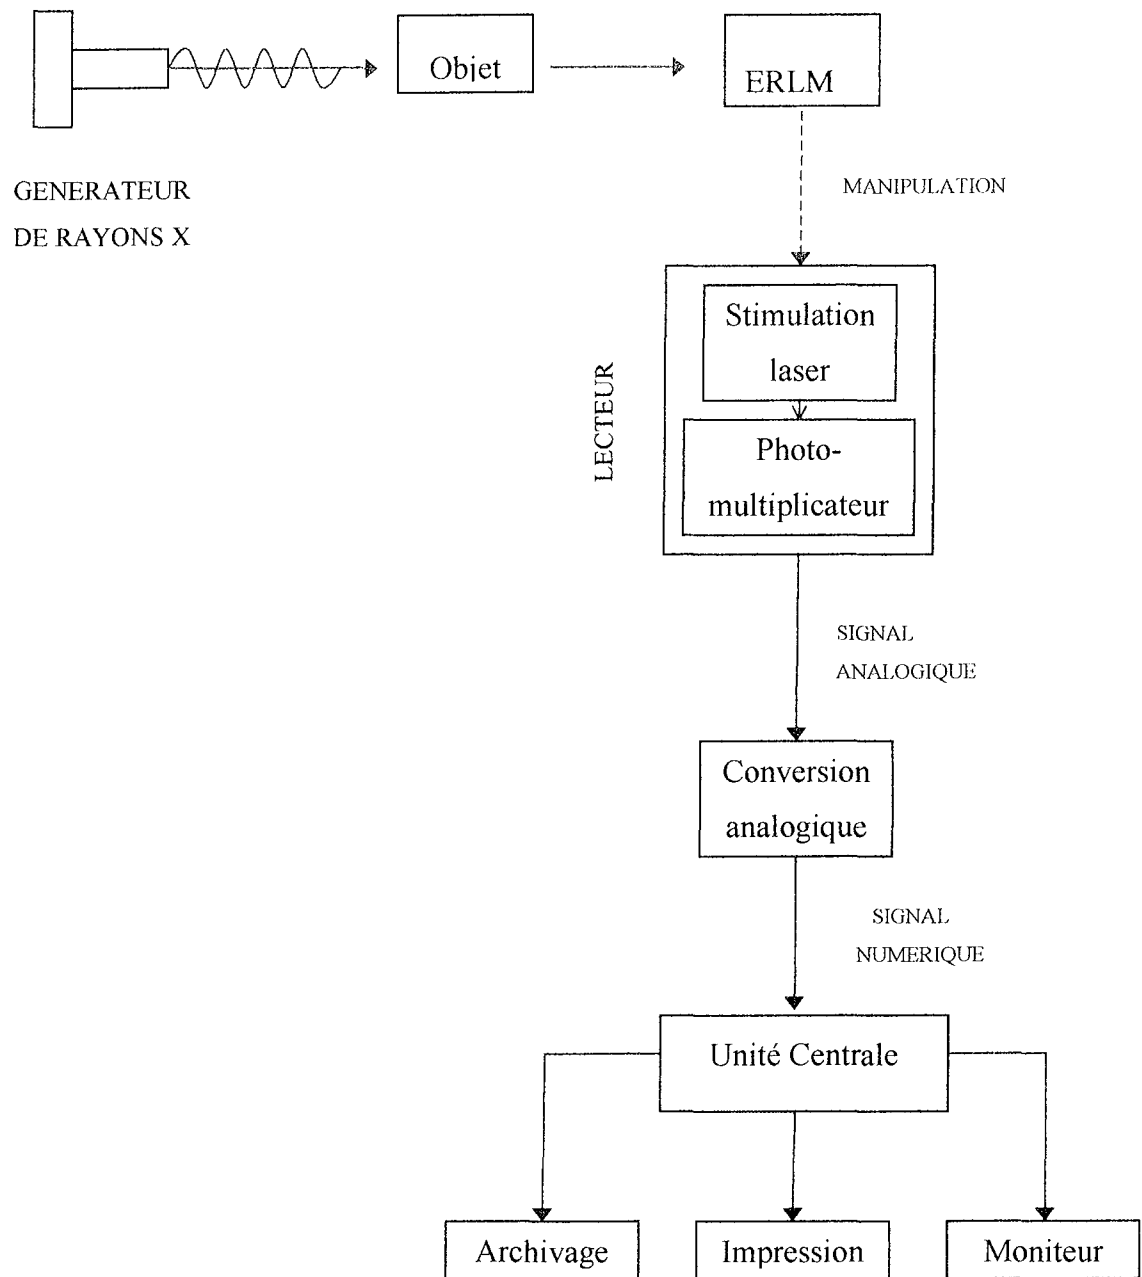 Objet
ERLM
GENERATEUR
DE RAYONS X
MANIPULATION
Stimulation
laser
LECTEUR
Photo-
multiplicateur
SIGNAL
ANALOGIQUE
Conversion
analogique
SIGNAL
NUMERIQUE
Unité Centrale
Archivage
Impression
Moniteur